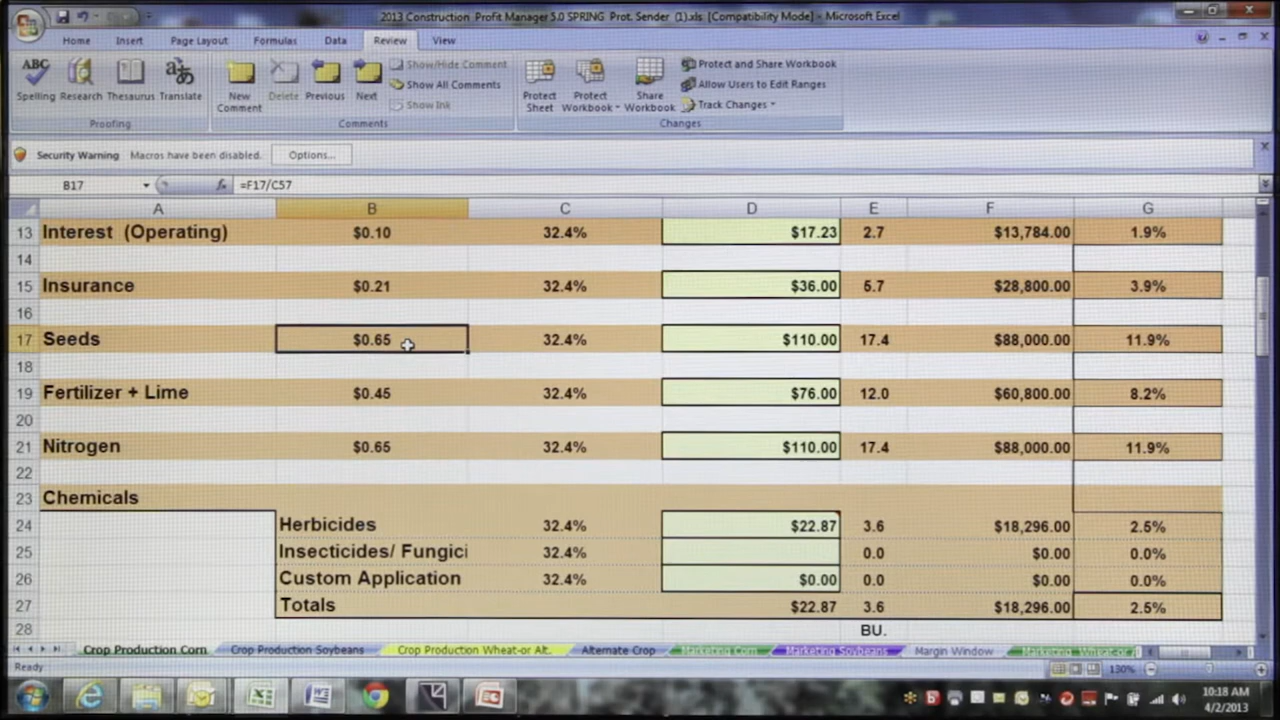 2013 Construction Profit Manager 5.0 SPRING Prot. Sender (1).xls [Compatibility Mode] - Microsoft Excel
Home Insert Page Layout Formulas Data Review View
ABC
Spelling Research Thesaurus Translate
Proofing
New Comment Delete Previous Next
Show/Hide Comment
Show All Comments
Show Ink
Comments
Protect Sheet Protect Workbook Share Workbook
Protect and Share Workbook
Allow Users to Edit Ranges
Track Changes
Changes
Security Warning Macros have been disabled. Options...
B17 fx =F17/C57
A B C D E F G
13 Interest (Operating) $0.10 32.4% $17.23 2.7 $13,784.00 1.9%
14
15 Insurance $0.21 32.4% $36.00 5.7 $28,800.00 3.9%
16
17 Seeds $0.65 32.4% $110.00 17.4 $88,000.00 11.9%
18
19 Fertilizer + Lime $0.45 32.4% $76.00 12.0 $60,800.00 8.2%
20
21 Nitrogen $0.65 32.4% $110.00 17.4 $88,000.00 11.9%
22
23 Chemicals
24 Herbicides 32.4% $22.87 3.6 $18,296.00 2.5%
25 Insecticides/ Fungici 32.4% 0.0 $0.00 0.0%
26 Custom Application 32.4% $0.00 0.0 $0.00 0.0%
27 Totals $22.87 3.6 $18,296.00 2.5%
28 BU.
Crop Production Corn Crop Production Soybeans Crop Production Wheat-or Alt. Alternate Crop Marketing Corn Marketing Soybeans Margin Window Marketing Wheat-or
Ready 130%
10:18 AM
4/2/2013